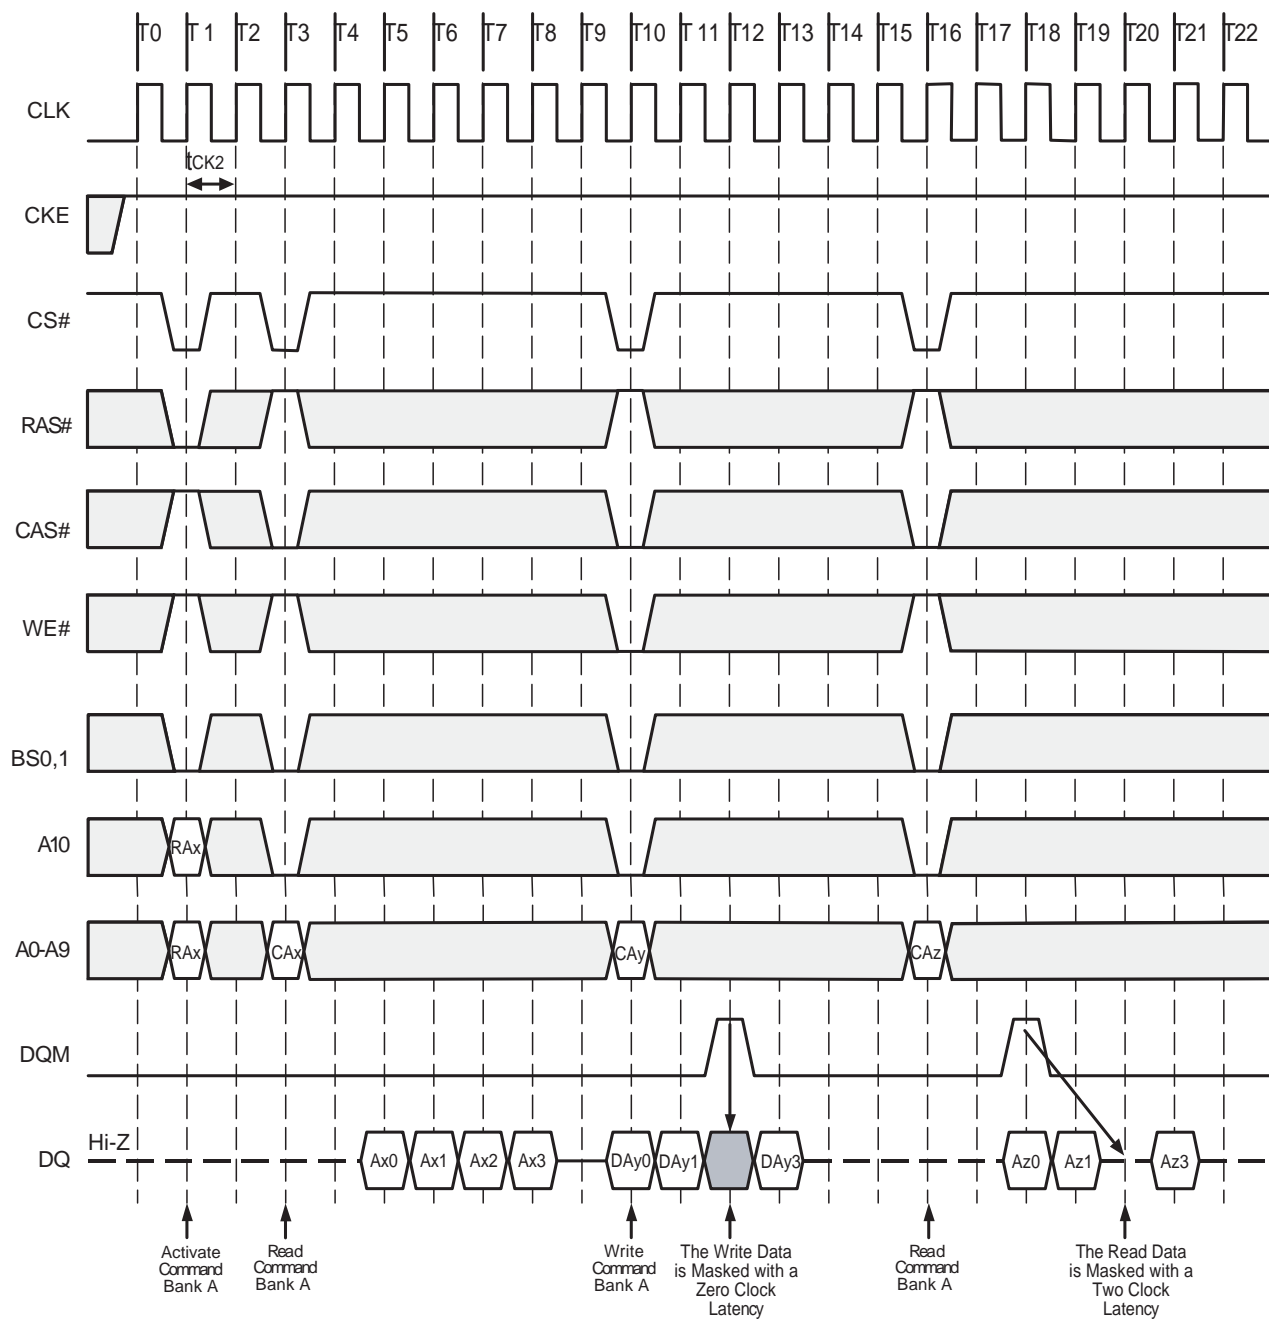 T0 T 1 T2 T3 T4 T5 T6 T7 T8 T9 T10 T 11 T12 T13 T14 T15 T16 T17 T18 T19 T20 T21 T22
CLK
tCK2
CKE
CS#
RAS#
CAS#
WE#
BS0,1
A10
RAx
A0-A9
RAx CAx CAy CAz
DQM
Hi-Z
DQ
Ax0 Ax1 Ax2 Ax3 DAy0 DAy1 DAy3 Az0 Az1 Az3
Activate
Command
Bank A
Read
Command
Bank A
Write
Command
Bank A
The Write Data
is Masked with a
Zero Clock
Latency
Read
Command
Bank A
The Read Data
is Masked with a
Two Clock
Latency